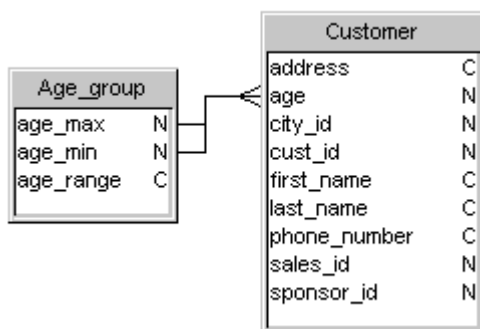 Age_group
age_max N
age_min N
age_range C
Customer
address C
age N
city_id N
cust_id N
first_name C
last_name C
phone_number C
sales_id N
sponsor_id N